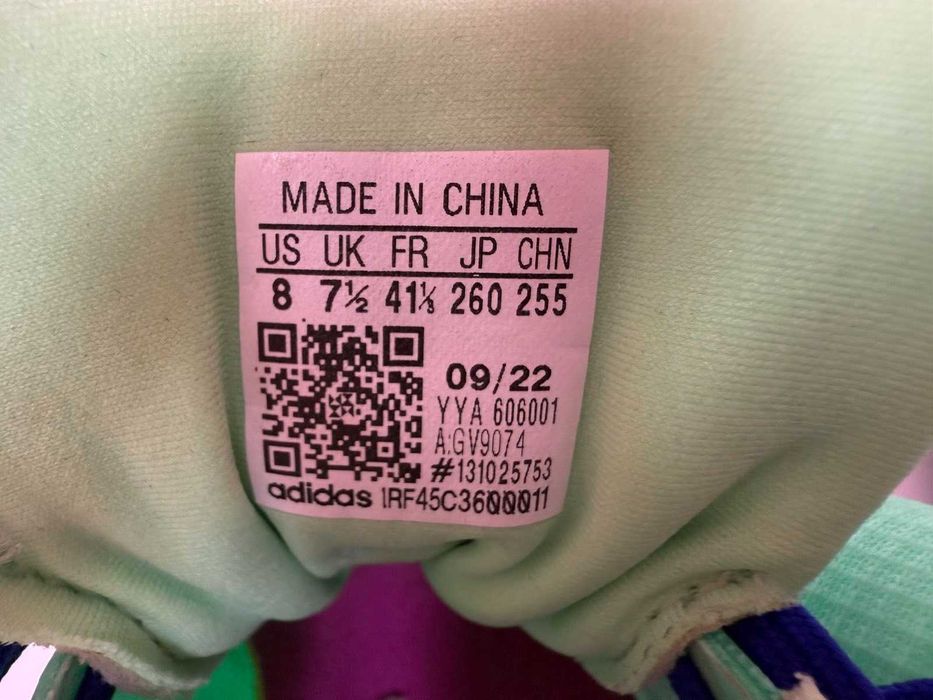 MADE IN CHINA
US UK FR JP CHN
8 7½ 41⅓ 260 255
09/22
YYA 606001
A:GV9074
#131025753
adidas 1RF45C3600011